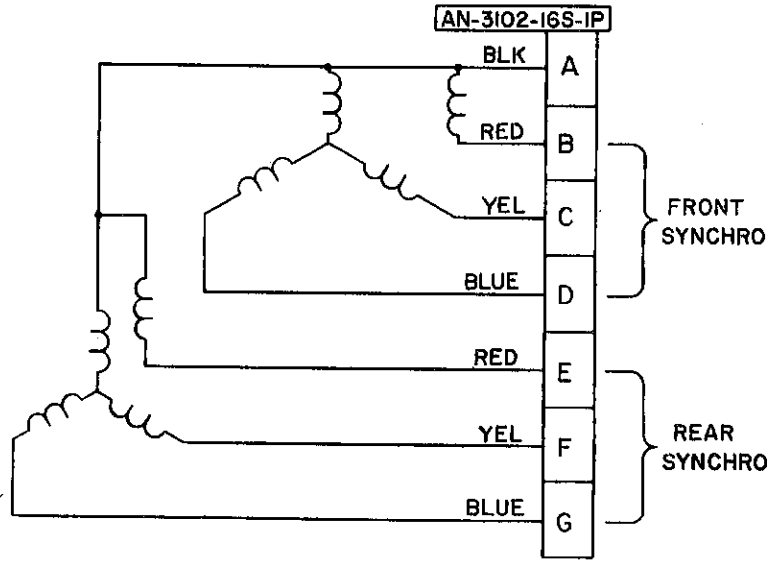 AN-3102-16S-1P
BLK A
RED B
YEL C
FRONT
SYNCHRO
BLUE D
RED E
YEL F
REAR
SYNCHRO
BLUE G